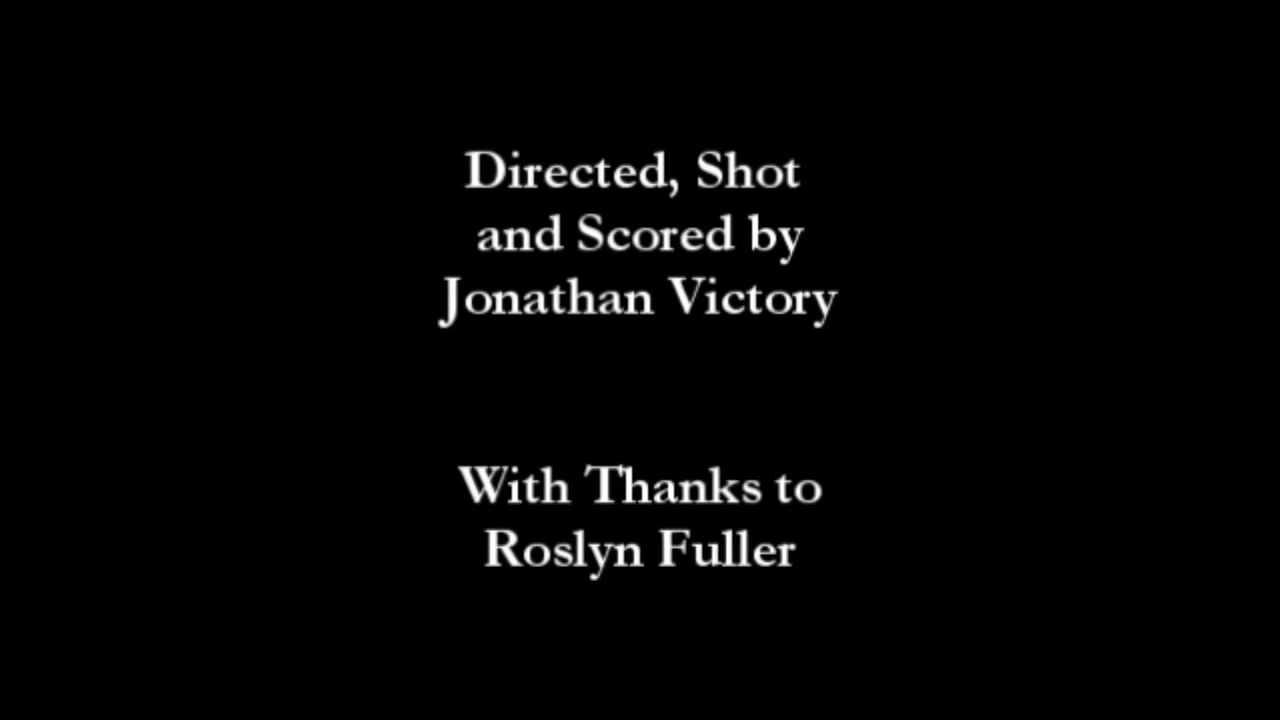 Directed, Shot
and Scored by
Jonathan Victory
With Thanks to
Roslyn Fuller